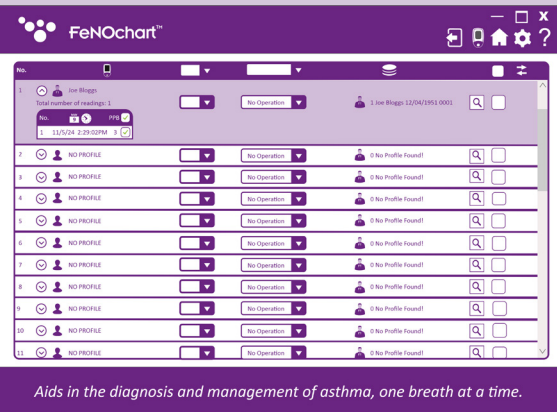 FeNOchart™
No.
1 Joe Bloggs
Total number of readings: 1
No Operation
1 Joe Bloggs 12/04/1951 0001
No. PPB
1 11/5/24 2:29:02PM 3
2 NO PROFILE No Operation 0 No Profile Found!
3 NO PROFILE No Operation 0 No Profile Found!
4 NO PROFILE No Operation 0 No Profile Found!
5 NO PROFILE No Operation 0 No Profile Found!
6 NO PROFILE No Operation 0 No Profile Found!
7 NO PROFILE No Operation 0 No Profile Found!
8 NO PROFILE No Operation 0 No Profile Found!
9 NO PROFILE No Operation 0 No Profile Found!
10 NO PROFILE No Operation 0 No Profile Found!
11 NO PROFILE No Operation 0 No Profile Found!
Aids in the diagnosis and management of asthma, one breath at a time.